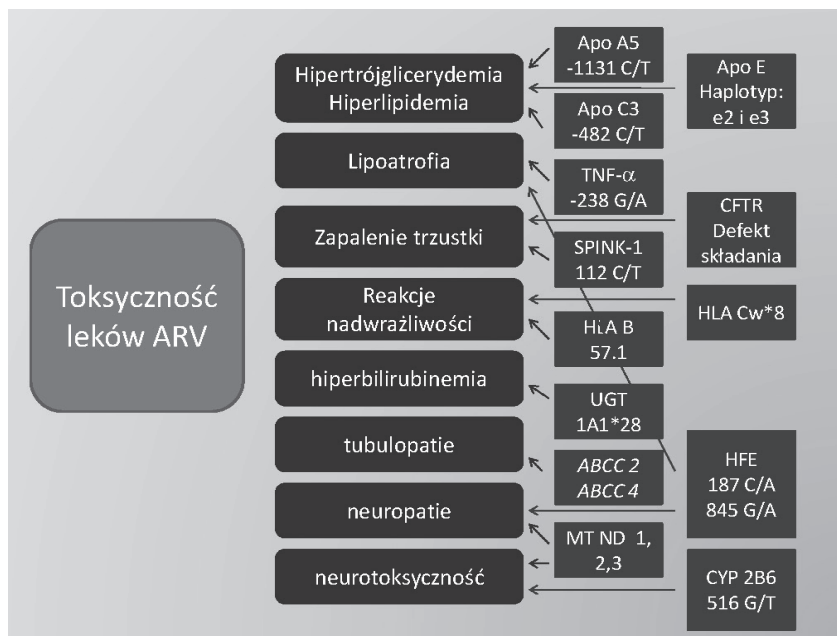 Toksyczność
leków ARV
Hipertrójglicerydemia
Hiperlipidemia
Lipoatrofia
Zapalenie trzustki
Reakcje
nadwrażliwości
hiperbilirubinemia
tubulopatie
neuropatie
neurotoksyczność
Apo A5
-1131 C/T
Apo C3
-482 C/T
TNF-α
-238 G/A
SPINK-1
112 C/T
HLA B
57.1
UGT
1A1*28
ABCC 2
ABCC 4
MT ND 1,
2,3
Apo E
Haplotyp:
e2 i e3
CFTR
Defekt
składania
HLA Cw*8
HFE
187 C/A
845 G/A
CYP 2B6
516 G/T